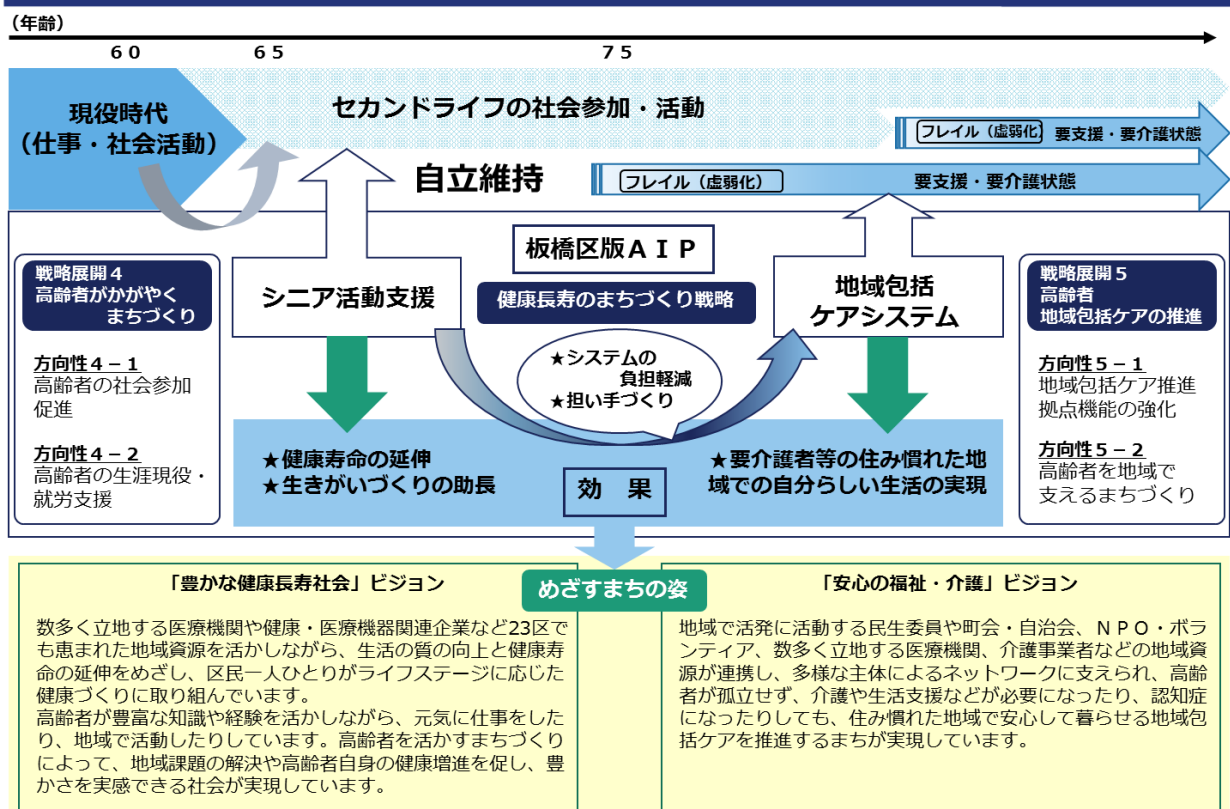 (年齢)
60
65
75
現役時代
(仕事・社会活動)
セカンドライフの社会参加・活動
フレイル(虚弱化)
要支援・要介護状態
自立維持
フレイル(虚弱化)
要支援・要介護状態
板橋区版AIP
健康長寿のまちづくり戦略
戦略展開4
高齢者がかがやく
まちづくり
方向性4-1
高齢者の社会参加
促進
方向性4-2
高齢者の生涯現役・
就労支援
シニア活動支援
★システムの
負担軽減
★担い手づくり
地域包括
ケアシステム
戦略展開5
高齢者
地域包括ケアの推進
方向性5-1
地域包括ケア推進
拠点機能の強化
方向性5-2
高齢者を地域で
支えるまちづくり
★健康寿命の延伸
★生きがいづくりの助長
効 果
★要介護者等の住み慣れた地
域での自分らしい生活の実現
めざすまちの姿
「豊かな健康長寿社会」ビジョン
数多く立地する医療機関や健康・医療機器関連企業など23区で
も恵まれた地域資源を活かしながら、生活の質の向上と健康寿
命の延伸をめざし、区民一人ひとりがライフステージに応じた
健康づくりに取り組んでいます。
高齢者が豊富な知識や経験を活かしながら、元気に仕事をした
り、地域で活動したりしています。高齢者を活かすまちづくり
によって、地域課題の解決や高齢者自身の健康増進を促し、豊
かさを実感できる社会が実現しています。
「安心の福祉・介護」ビジョン
地域で活発に活動する民生委員や町会・自治会、NPO・ボラ
ンティア、数多く立地する医療機関、介護事業者などの地域資
源が連携し、多様な主体によるネットワークに支えられ、高齢
者が孤立せず、介護や生活支援などが必要になったり、認知症
になったりしても、住み慣れた地域で安心して暮らせる地域包
括ケアを推進するまちが実現しています。